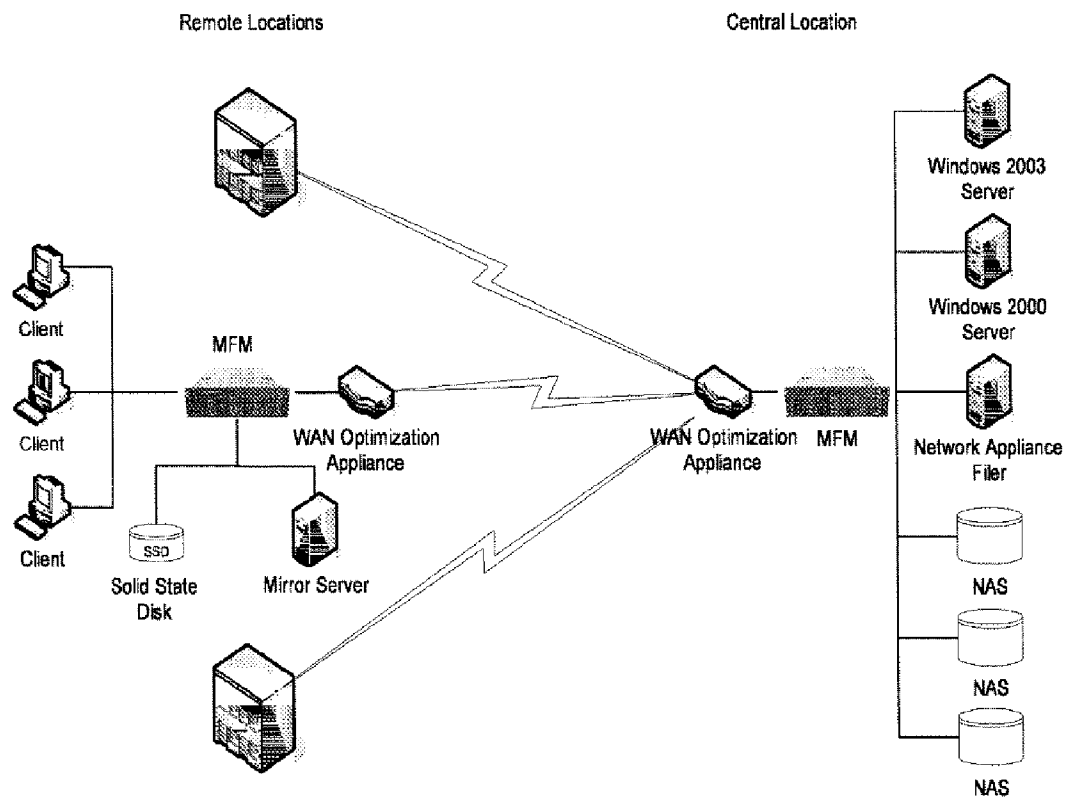 Remote Locations
Central Location
Windows 2003
Server
Windows 2000
Server
Client
MFM
Client
WAN Optimization
Appliance
WAN Optimization
Appliance
MFM
Network Appliance
Filer
Client
SSD
Solid State
Disk
Mirror Server
NAS
NAS
NAS